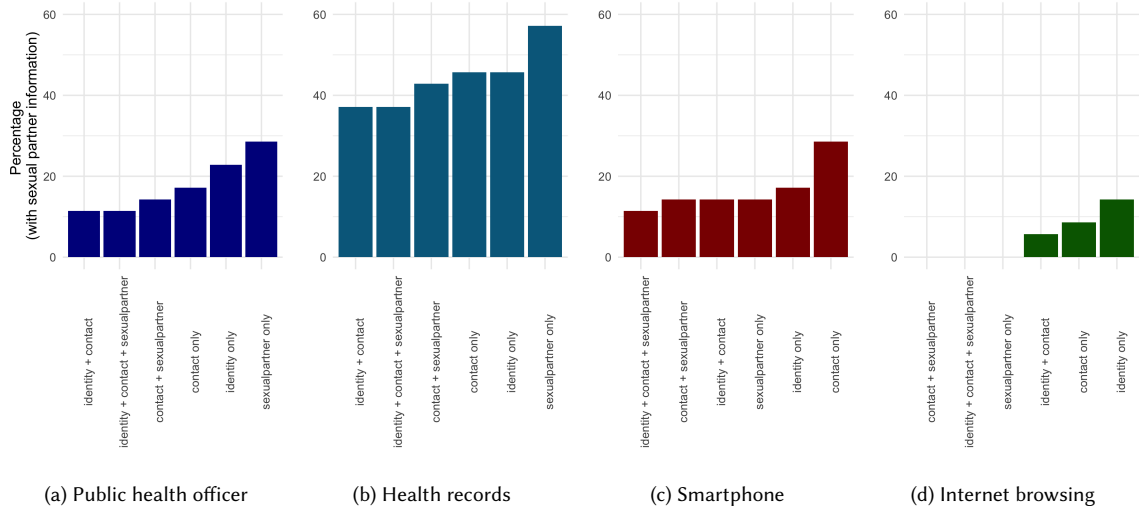 Percentage
(with sexual partner information)
60
40
20
0
identity + contact
identity + contact + sexualpartner
contact + sexualpartner
contact only
identity only
sexualpartner only
(a) Public health officer
60
40
20
0
identity + contact
identity + contact + sexualpartner
contact + sexualpartner
contact only
identity only
sexualpartner only
(b) Health records
60
40
20
0
identity + contact + sexualpartner
contact + sexualpartner
identity + contact
sexualpartner only
identity only
contact only
(c) Smartphone
60
40
20
0
contact + sexualpartner
identity + contact + sexualpartner
sexualpartner only
identity + contact
contact only
identity only
(d) Internet browsing